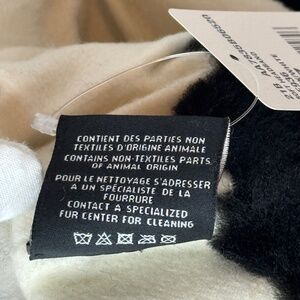 CONTIENT DES PARTIES NON
TEXTILES D'ORIGINE ANIMALE
CONTAINS NON-TEXTILES PARTS
OF ANIMAL ORIGIN
POUR LE NETTOYAGE S'ADRESSER
A UN SPÉCIALISTE DE LA
FOURRURE
CONTACT A SPECIALIZED
FUR CENTER FOR CLEANING